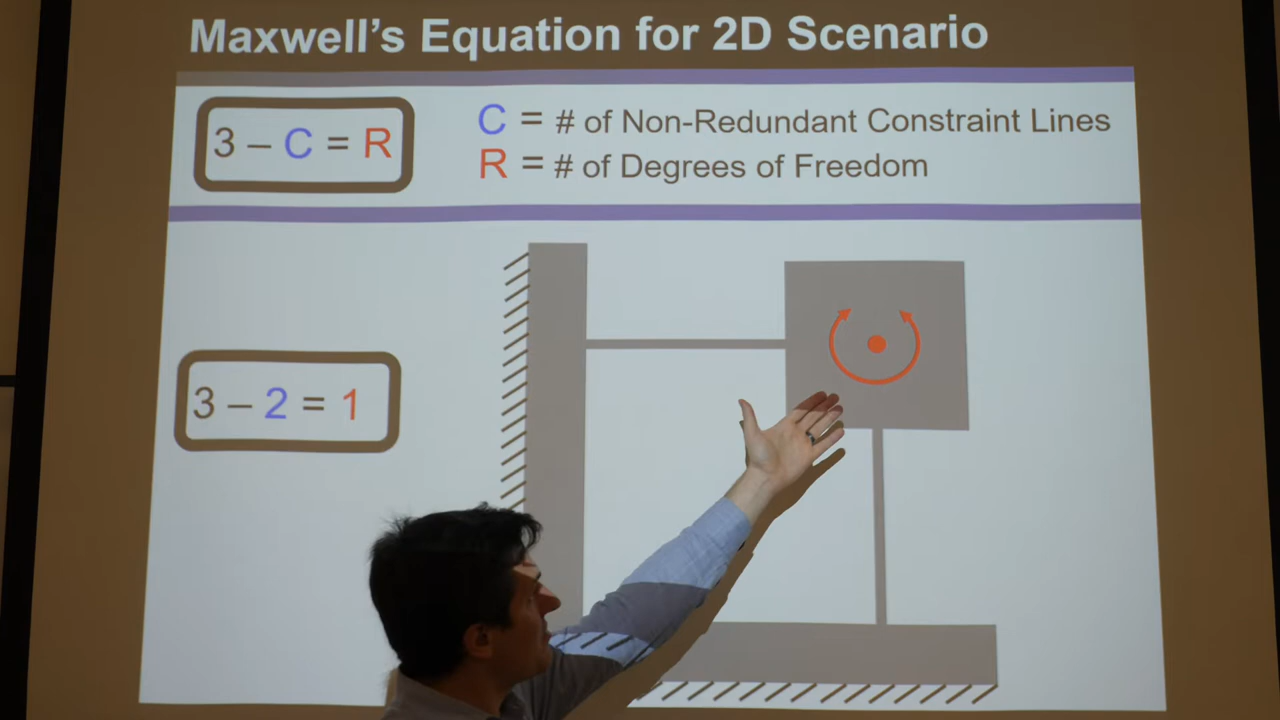 Maxwell's Equation for 2D Scenario
3 – C = R
C = # of Non-Redundant Constraint Lines
R = # of Degrees of Freedom
3 – 2 = 1